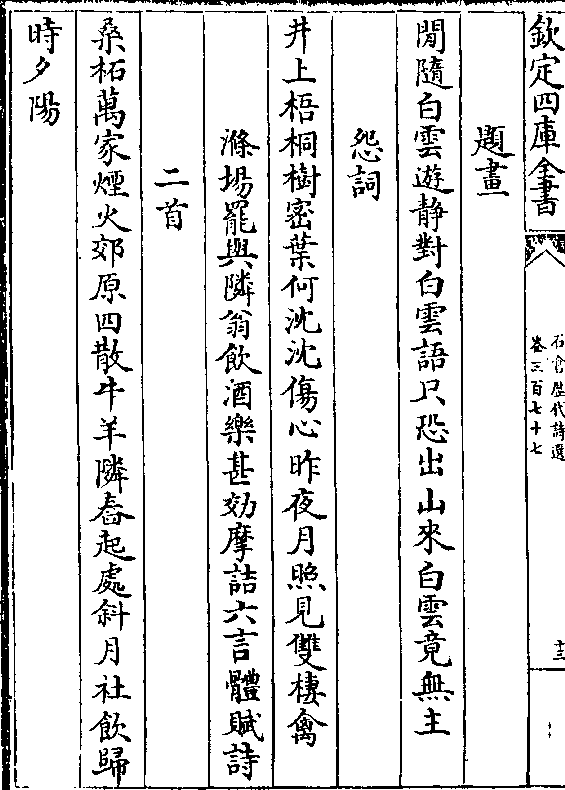 欽定四庫全書
石倉歴代詩選
卷三百七十七
十三
題畫
閒隨白雲遊静對白雲語只恐出山來白雲竟無主
怨詞
井上梧桐樹密葉何沈沈傷心昨夜月照見雙棲禽
滌場罷與隣翁飲酒樂甚効摩詰六言體賦詩
二首
桑柘萬家煙火郊原四散牛羊隣舂起處斜月社飲歸
時夕陽